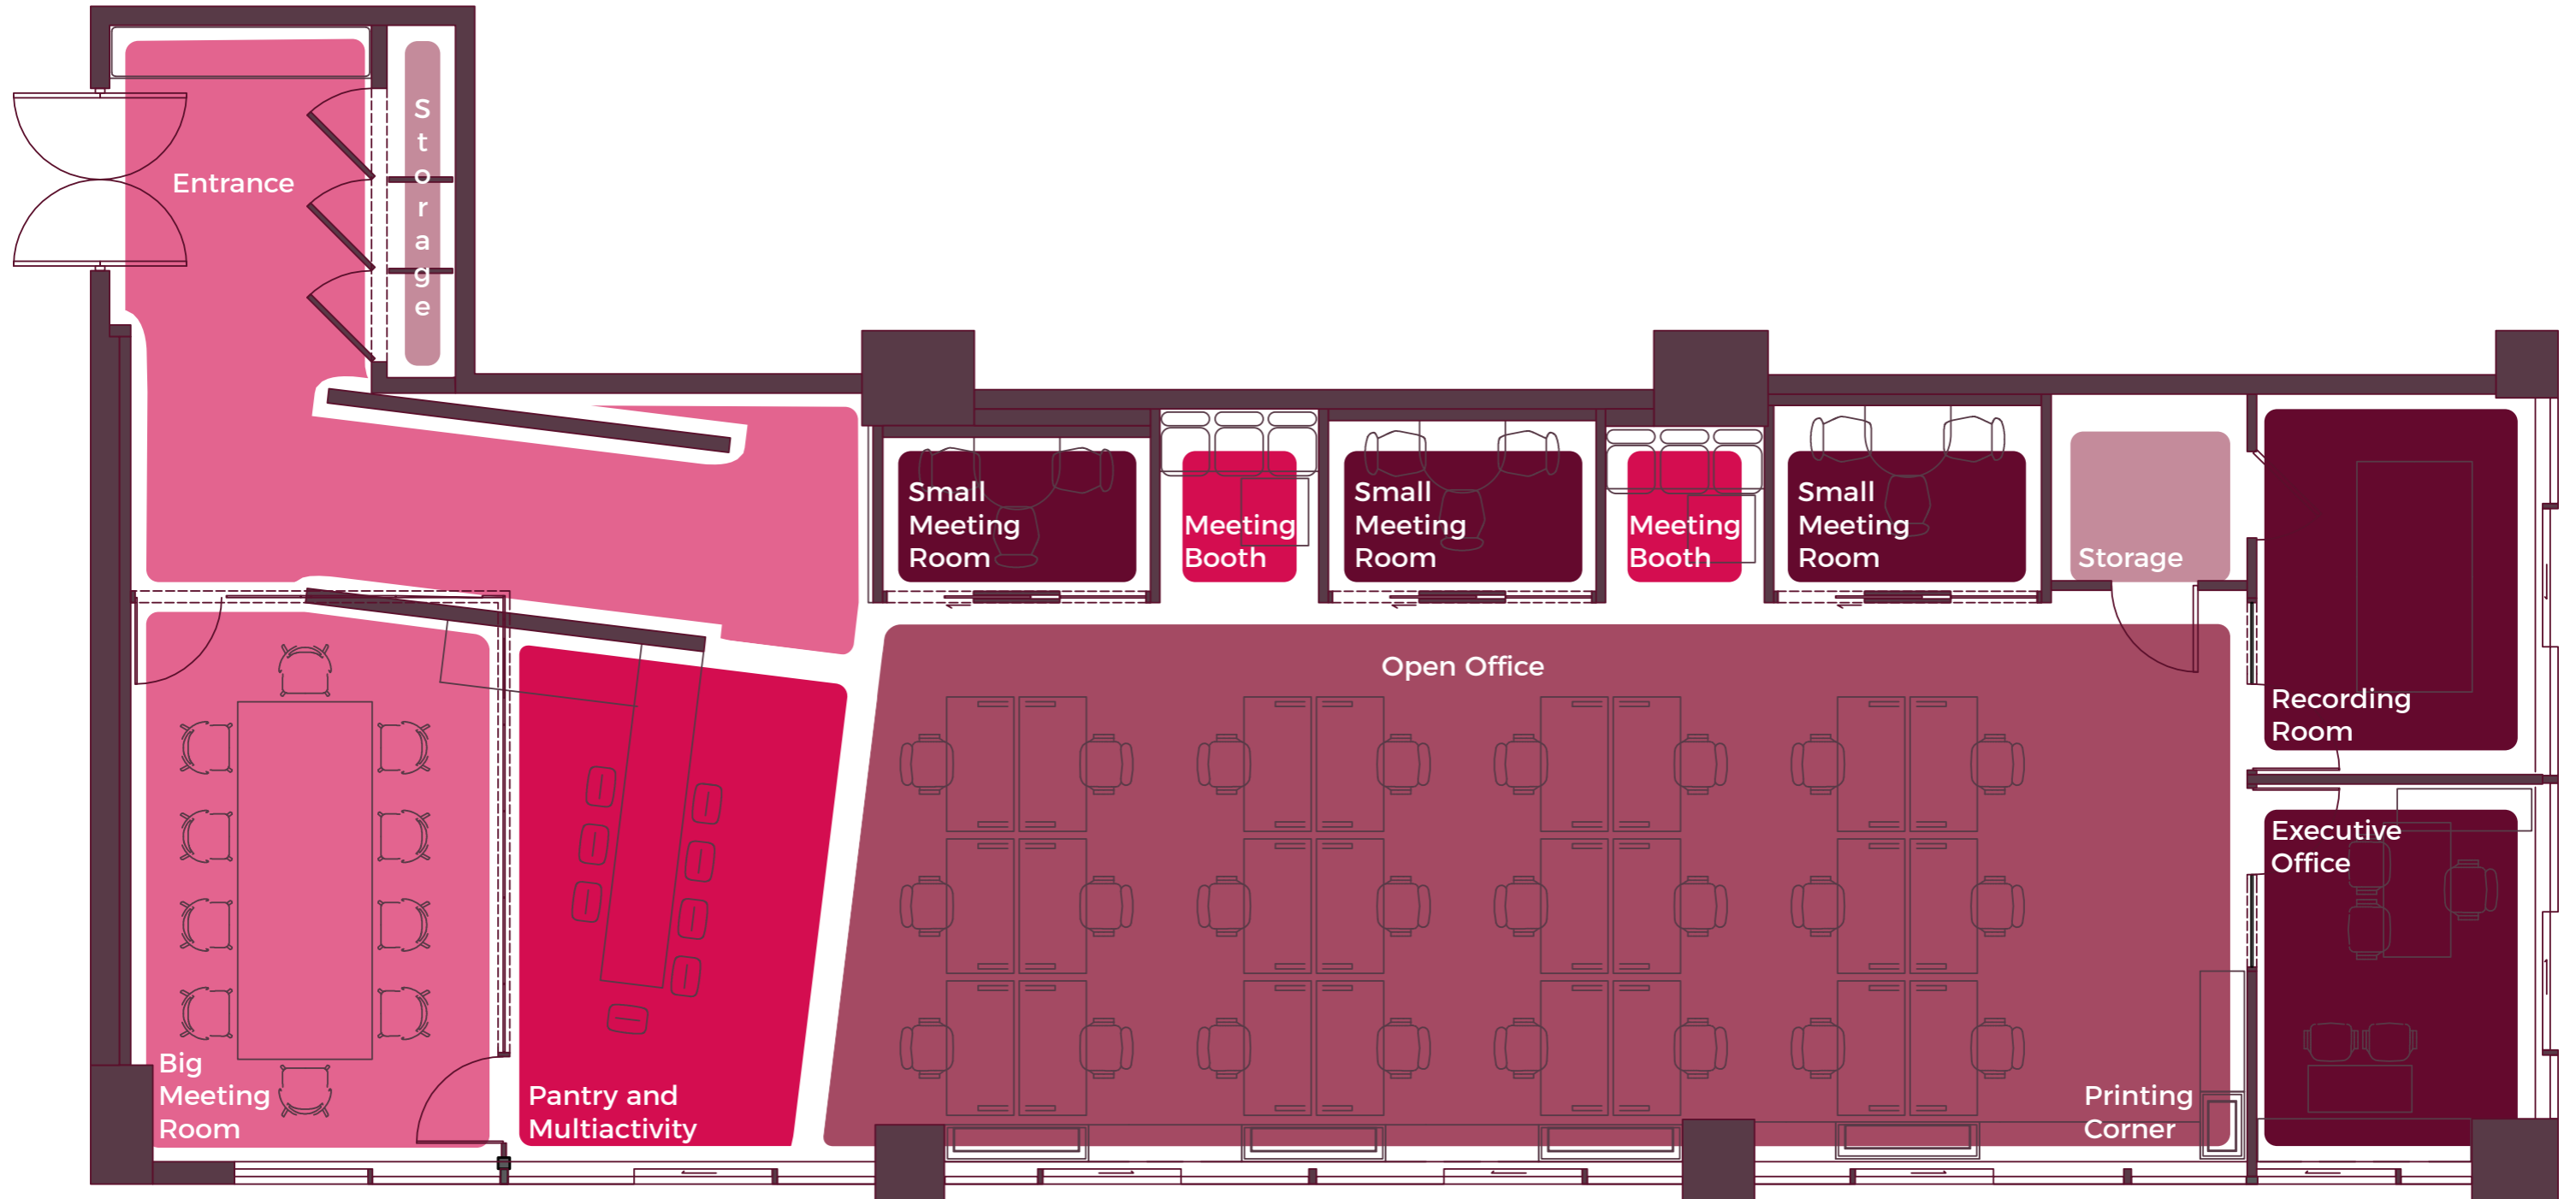 Entrance
Storage
Small
Meeting
Room
Meeting
Booth
Small
Meeting
Room
Meeting
Booth
Small
Meeting
Room
Storage
Open Office
Recording
Room
Executive
Office
Big
Meeting
Room
Pantry and
Multiactivity
Printing
Corner